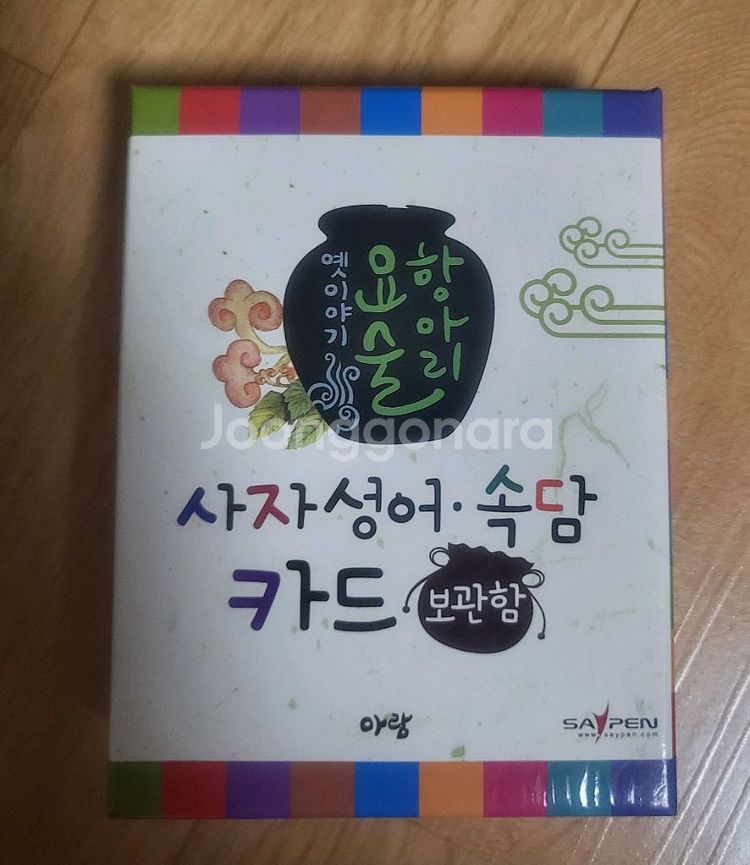 옛이야기
요술
항아리
Joonggonara
사자성어·속담
카드 보관함
아람
SAYPEN
www.saypen.com